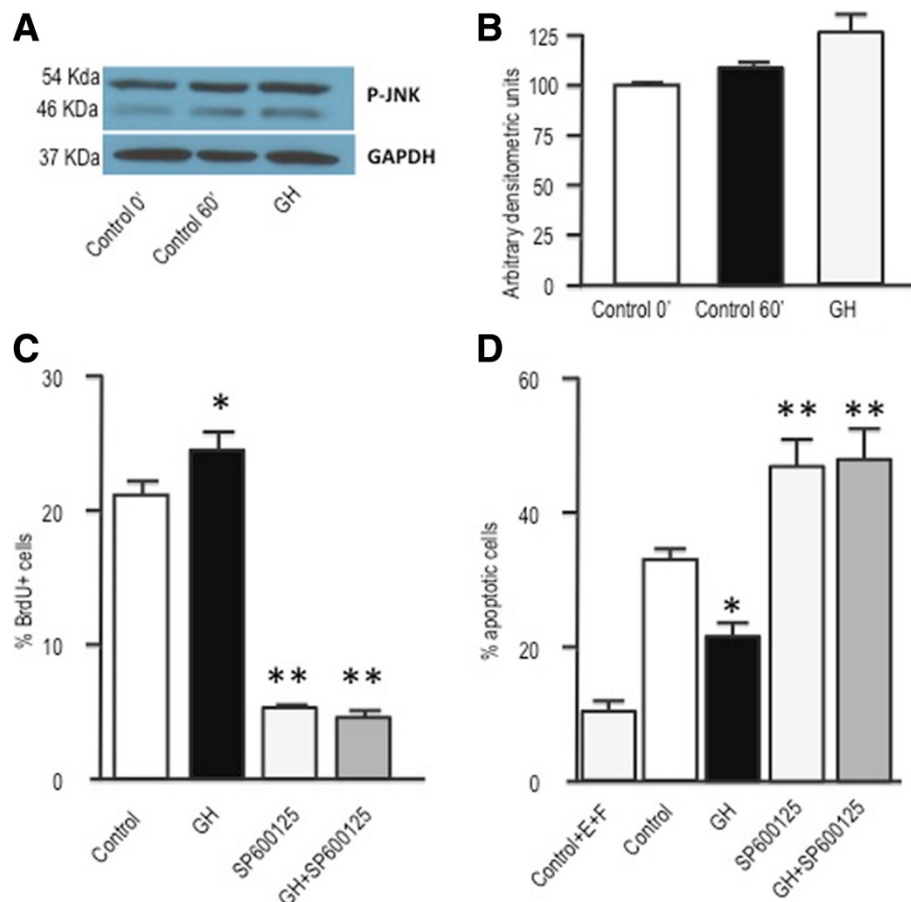 A
54 Kda
46 KDa
P-JNK
37 KDa
GAPDH
Control 0'
Control 60'
GH
B
Arbitrary densitometric units
125
100
75
50
25
0
Control 0'
Control 60'
GH
C
% BrdU+ cells
30
20
10
0
*
**
**
Control
GH
SP600125
GH+SP600125
D
% apoptotic cells
60
40
20
0
*
**
**
Control+E+F
Control
GH
SP600125
GH+SP600125